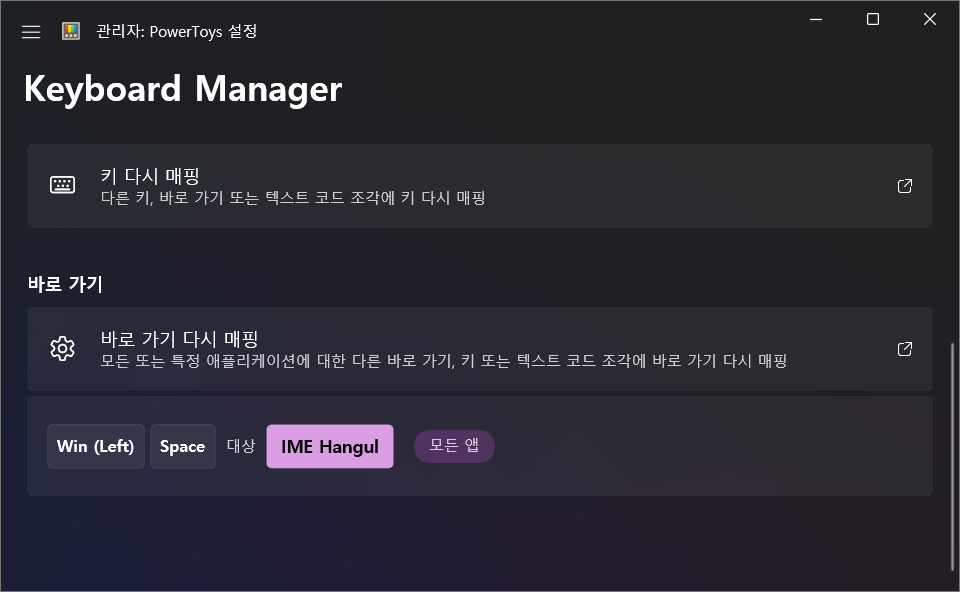 관리자: PowerToys 설정
Keyboard Manager
키 다시 매핑
다른 키, 바로 가기 또는 텍스트 코드 조각에 키 다시 매핑
바로 가기
바로 가기 다시 매핑
모든 또는 특정 애플리케이션에 대한 다른 바로 가기, 키 또는 텍스트 코드 조각에 바로 가기 다시 매핑
Win (Left) Space 대상 IME Hangul 모든 앱